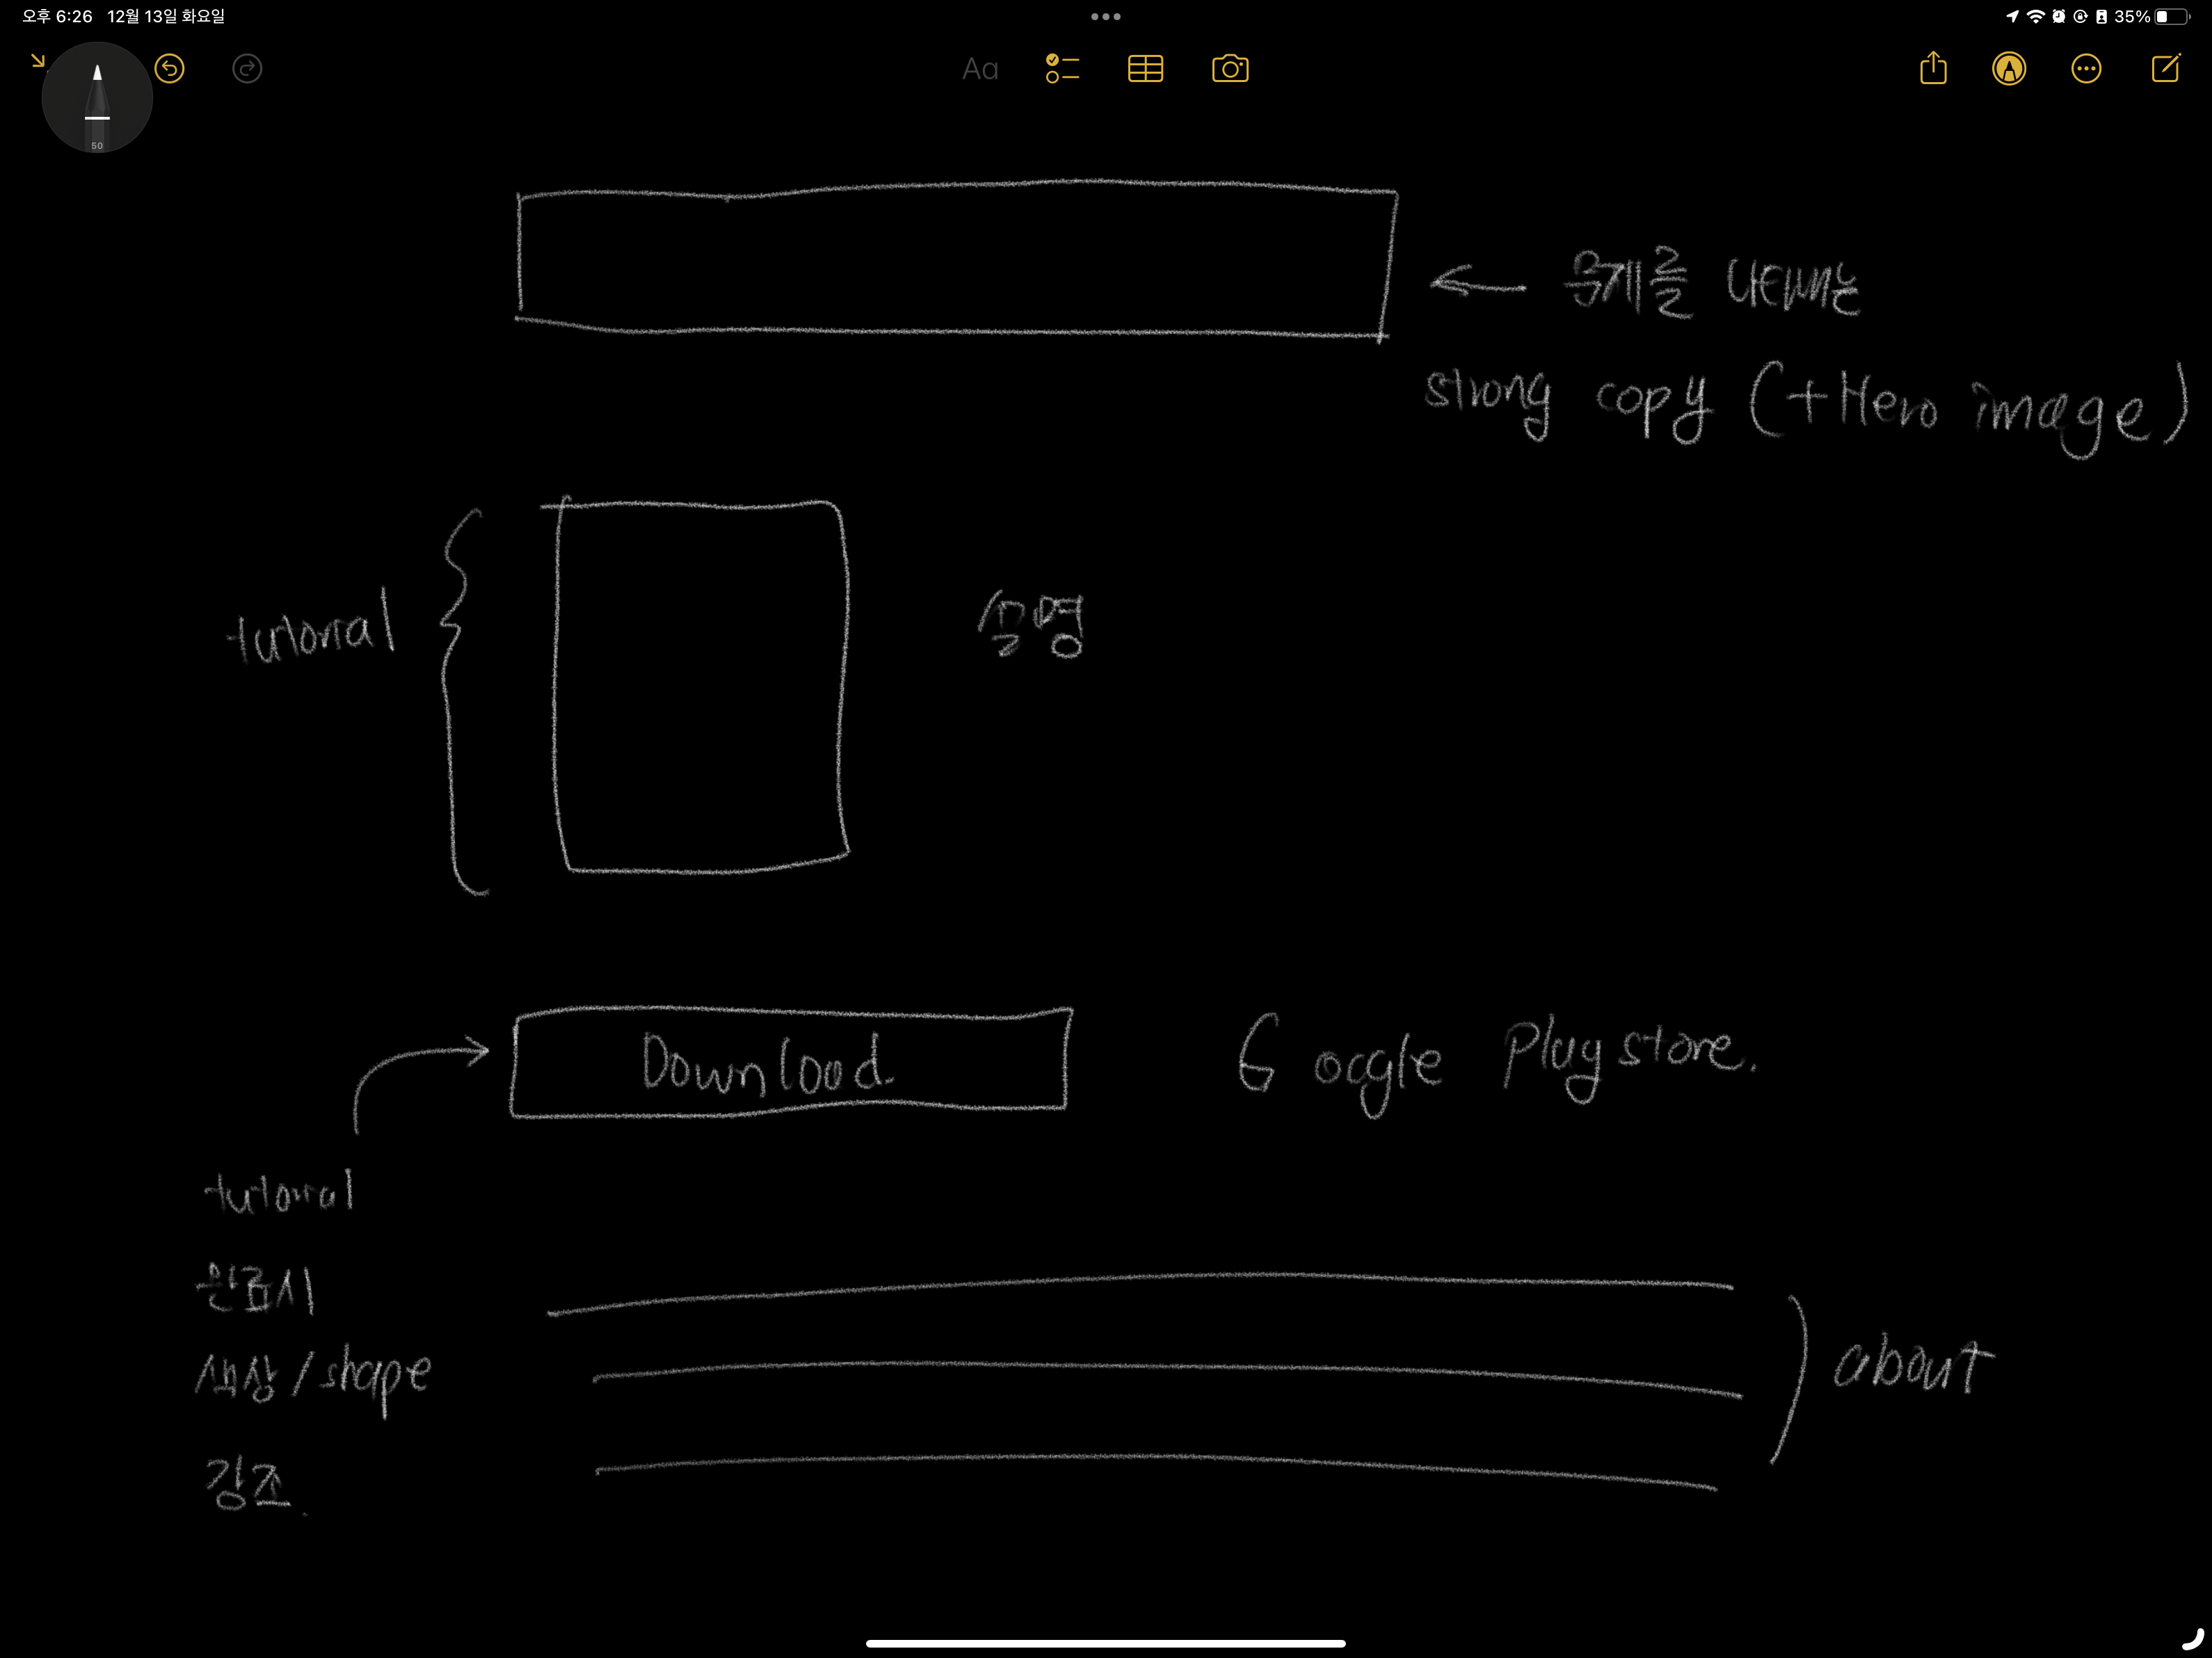 오후 6:26 12월 13일 화요일
35%
Aa
50
무게를 나타내는
strong copy (+Hero image)
tutorial
설명
Download.
Google Play store.
tutorial
완료시
색상/shape
강조.
about